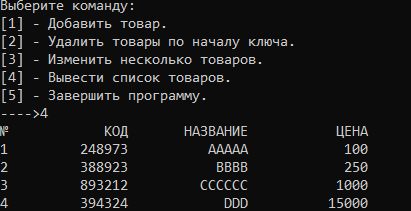 Выберите команду:
[1] - Добавить товар.
[2] - Удалить товары по началу ключа.
[3] - Изменить несколько товаров.
[4] - Вывести список товаров.
[5] - Завершить программу.
---->4
№ КОД НАЗВАНИЕ ЦЕНА
1 248973 AAAAA 100
2 388923 BBBB 250
3 893212 CCCCCC 1000
4 394324 DDD 15000